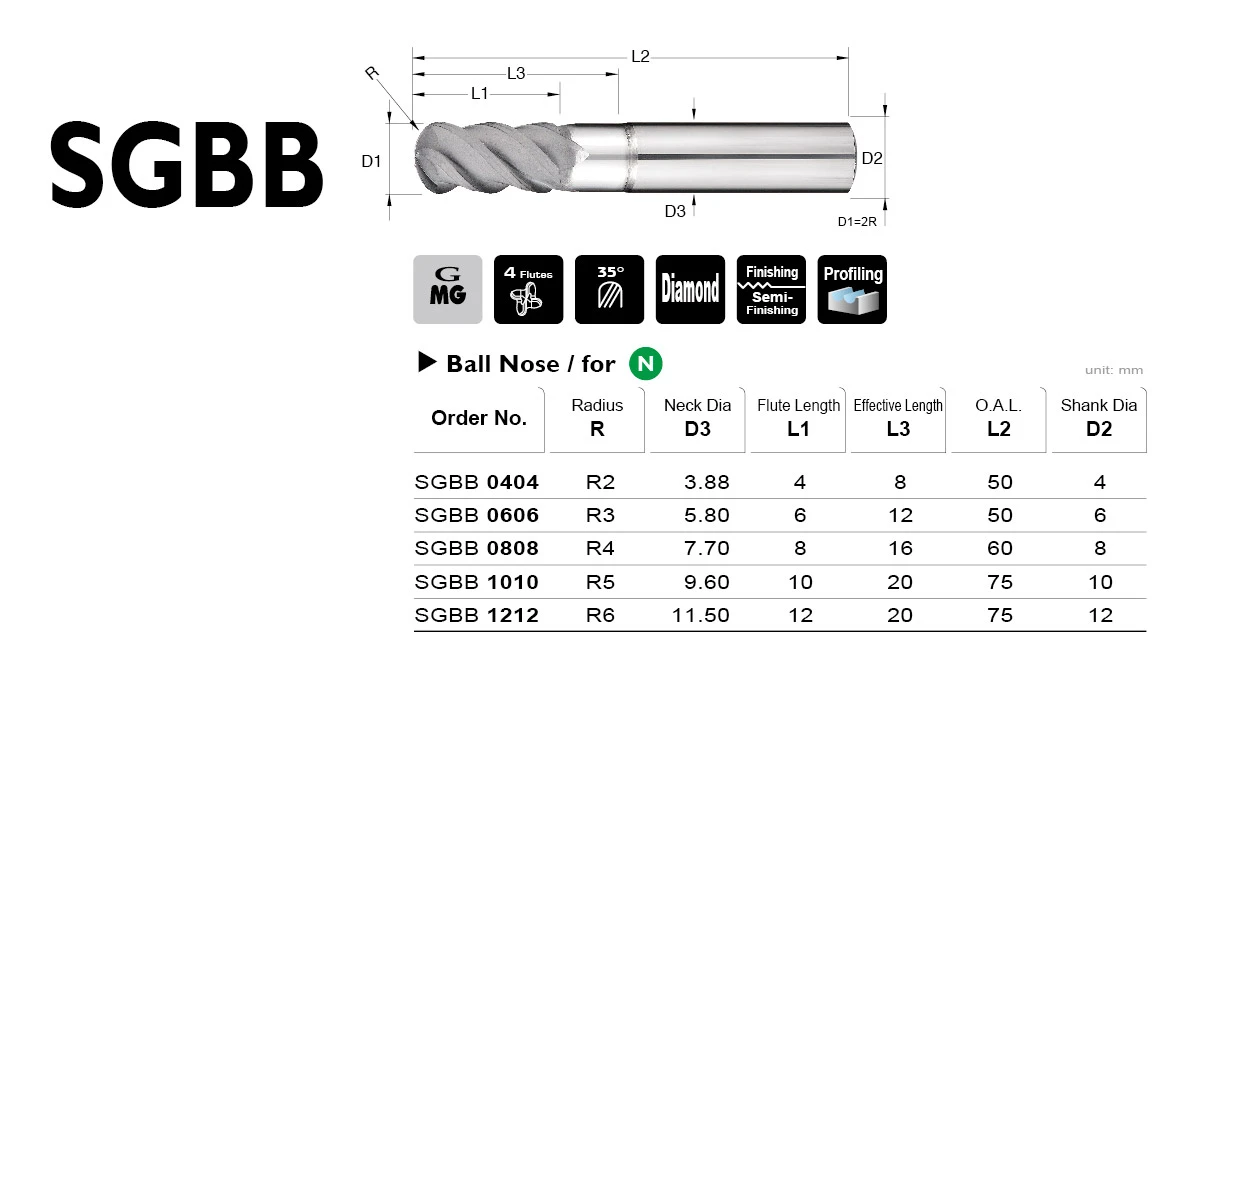 SGBB
L2
L3
R
L1
D1
D2
D3
D1=2R
G
MG
4 Flutes
35°
Diamond
Finishing
Semi-
Finishing
Profiling
Ball Nose / for N
unit: mm
Order No. Radius R Neck Dia D3 Flute Length L1 Effective Length L3 O.A.L. L2 Shank Dia D2
SGBB 0404 R2 3.88 4 8 50 4
SGBB 0606 R3 5.80 6 12 50 6
SGBB 0808 R4 7.70 8 16 60 8
SGBB 1010 R5 9.60 10 20 75 10
SGBB 1212 R6 11.50 12 20 75 12